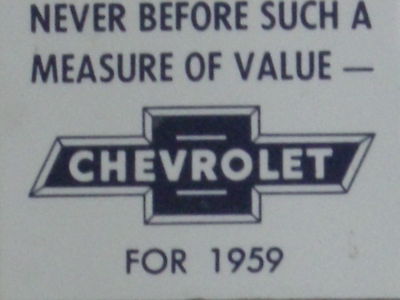 NEVER BEFORE SUCH A
MEASURE OF VALUE —
CHEVROLET
FOR 1959